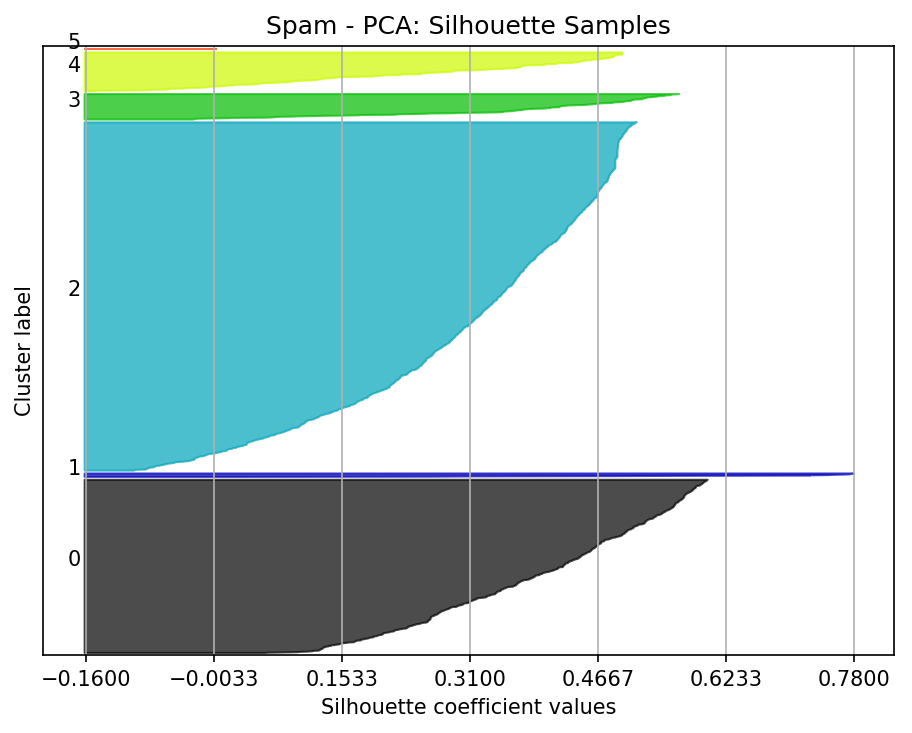 Spam - PCA: Silhouette Samples
5
4
3
2
1
0
Cluster label
−0.1600 −0.0033 0.1533 0.3100 0.4667 0.6233 0.7800
Silhouette coefficient values